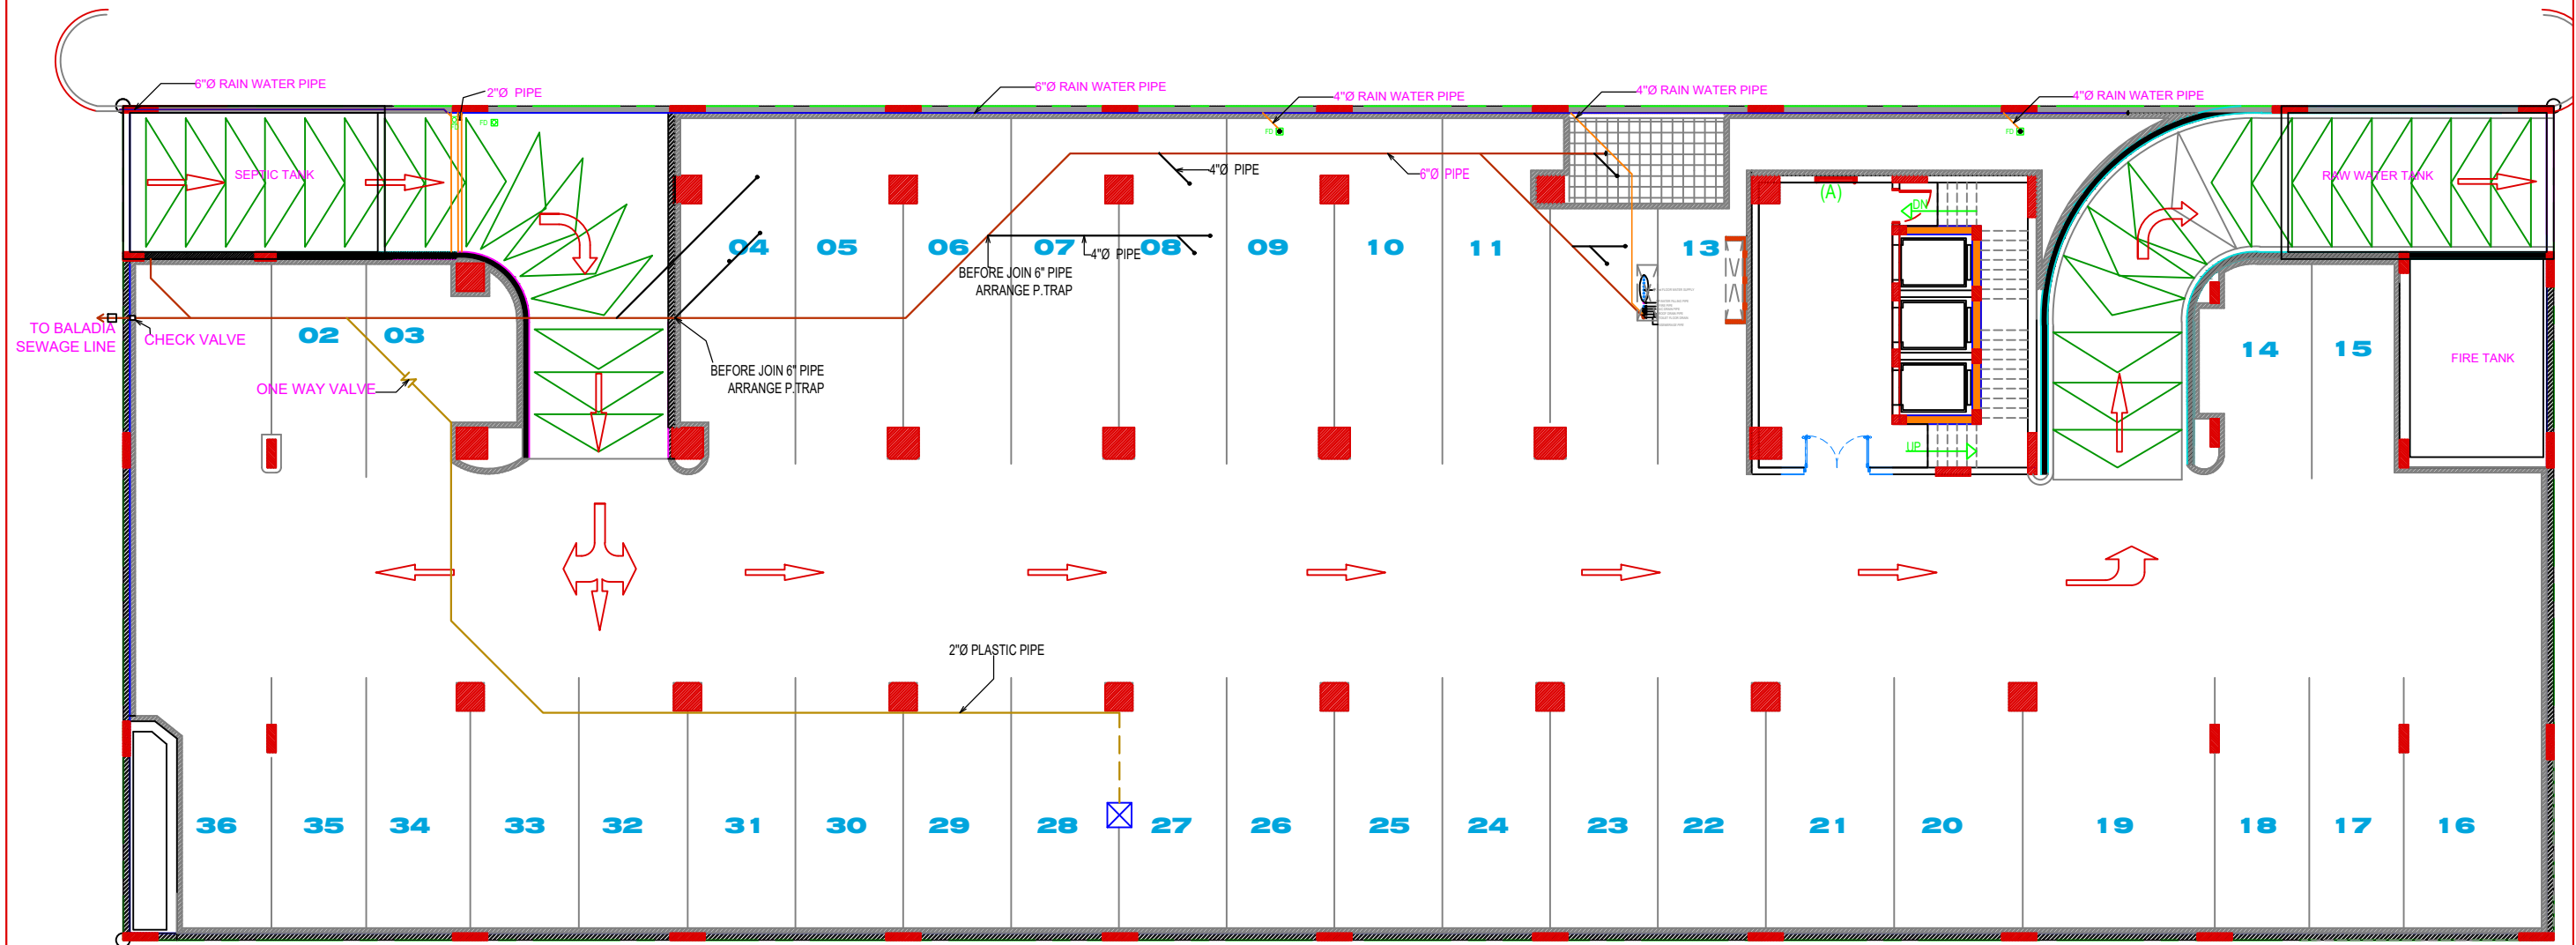 6"Ø RAIN WATER PIPE
2"Ø PIPE
6"Ø RAIN WATER PIPE
4"Ø RAIN WATER PIPE
4"Ø RAIN WATER PIPE
4"Ø RAIN WATER PIPE
FD
FD
FD
SEPTIC TANK
4"Ø PIPE
6"Ø PIPE
(A)
DN
RAW WATER TANK
04
05
06
07
08
09
10
11
13
4"Ø PIPE
BEFORE JOIN 6" PIPE
ARRANGE P.TRAP
TO BALADIA
SEWAGE LINE
CHECK VALVE
02
03
14
15
FIRE TANK
BEFORE JOIN 6" PIPE
ARRANGE P.TRAP
ONE WAY VALVE
UP
2"Ø PLASTIC PIPE
36
35
34
33
32
31
30
29
28
27
26
25
24
23
22
21
20
19
18
17
16